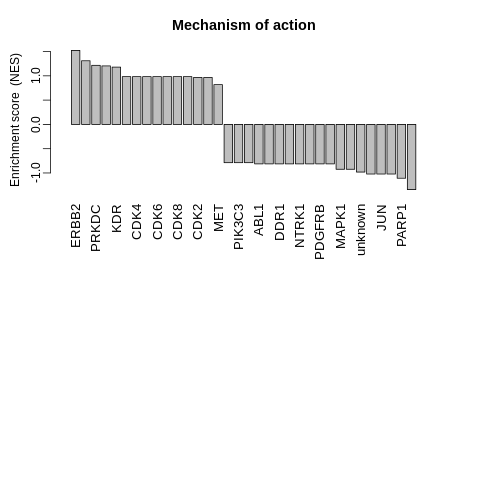 Mechanism of action
Enrichment score (NES)
1.0
0.0
-1.0
ERBB2
PRKDC
KDR
CDK4
CDK6
CDK8
CDK2
MET
PIK3C3
ABL1
DDR1
NTRK1
PDGFRB
MAPK1
unknown
JUN
PARP1